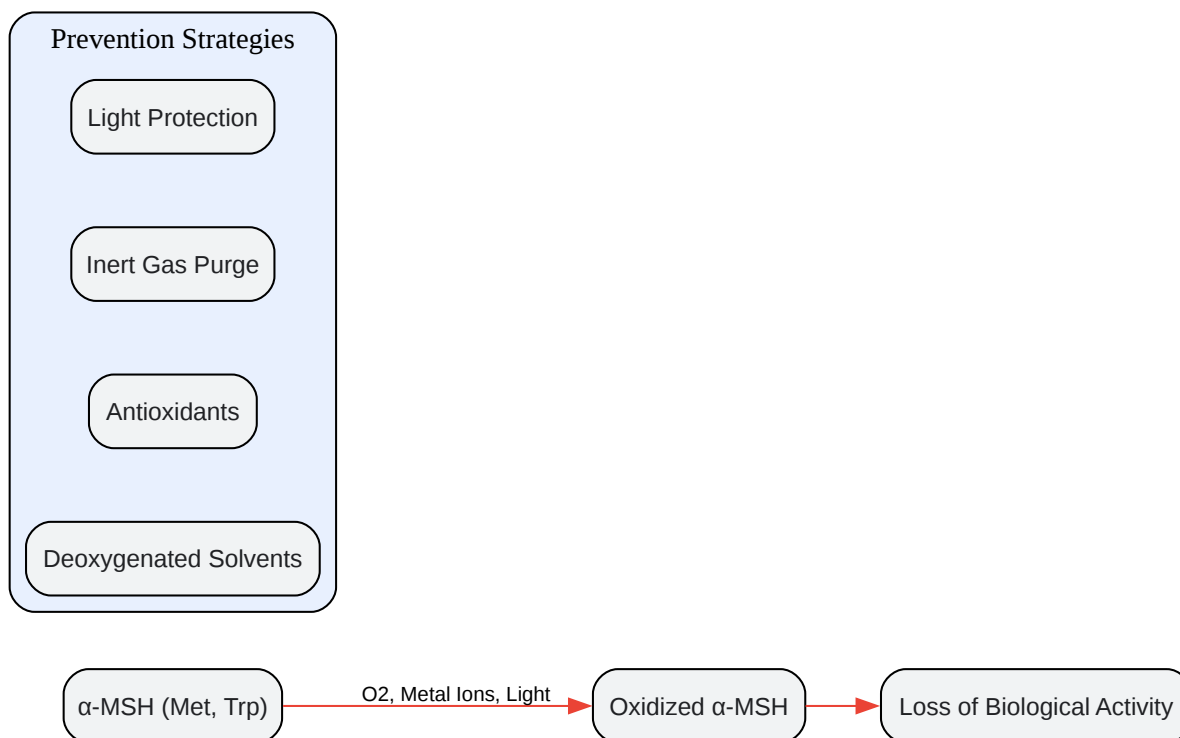 Prevention Strategies
Light Protection
Inert Gas Purge
Antioxidants
Deoxygenated Solvents
α-MSH (Met, Trp)
O2, Metal Ions, Light
Oxidized α-MSH
Loss of Biological Activity